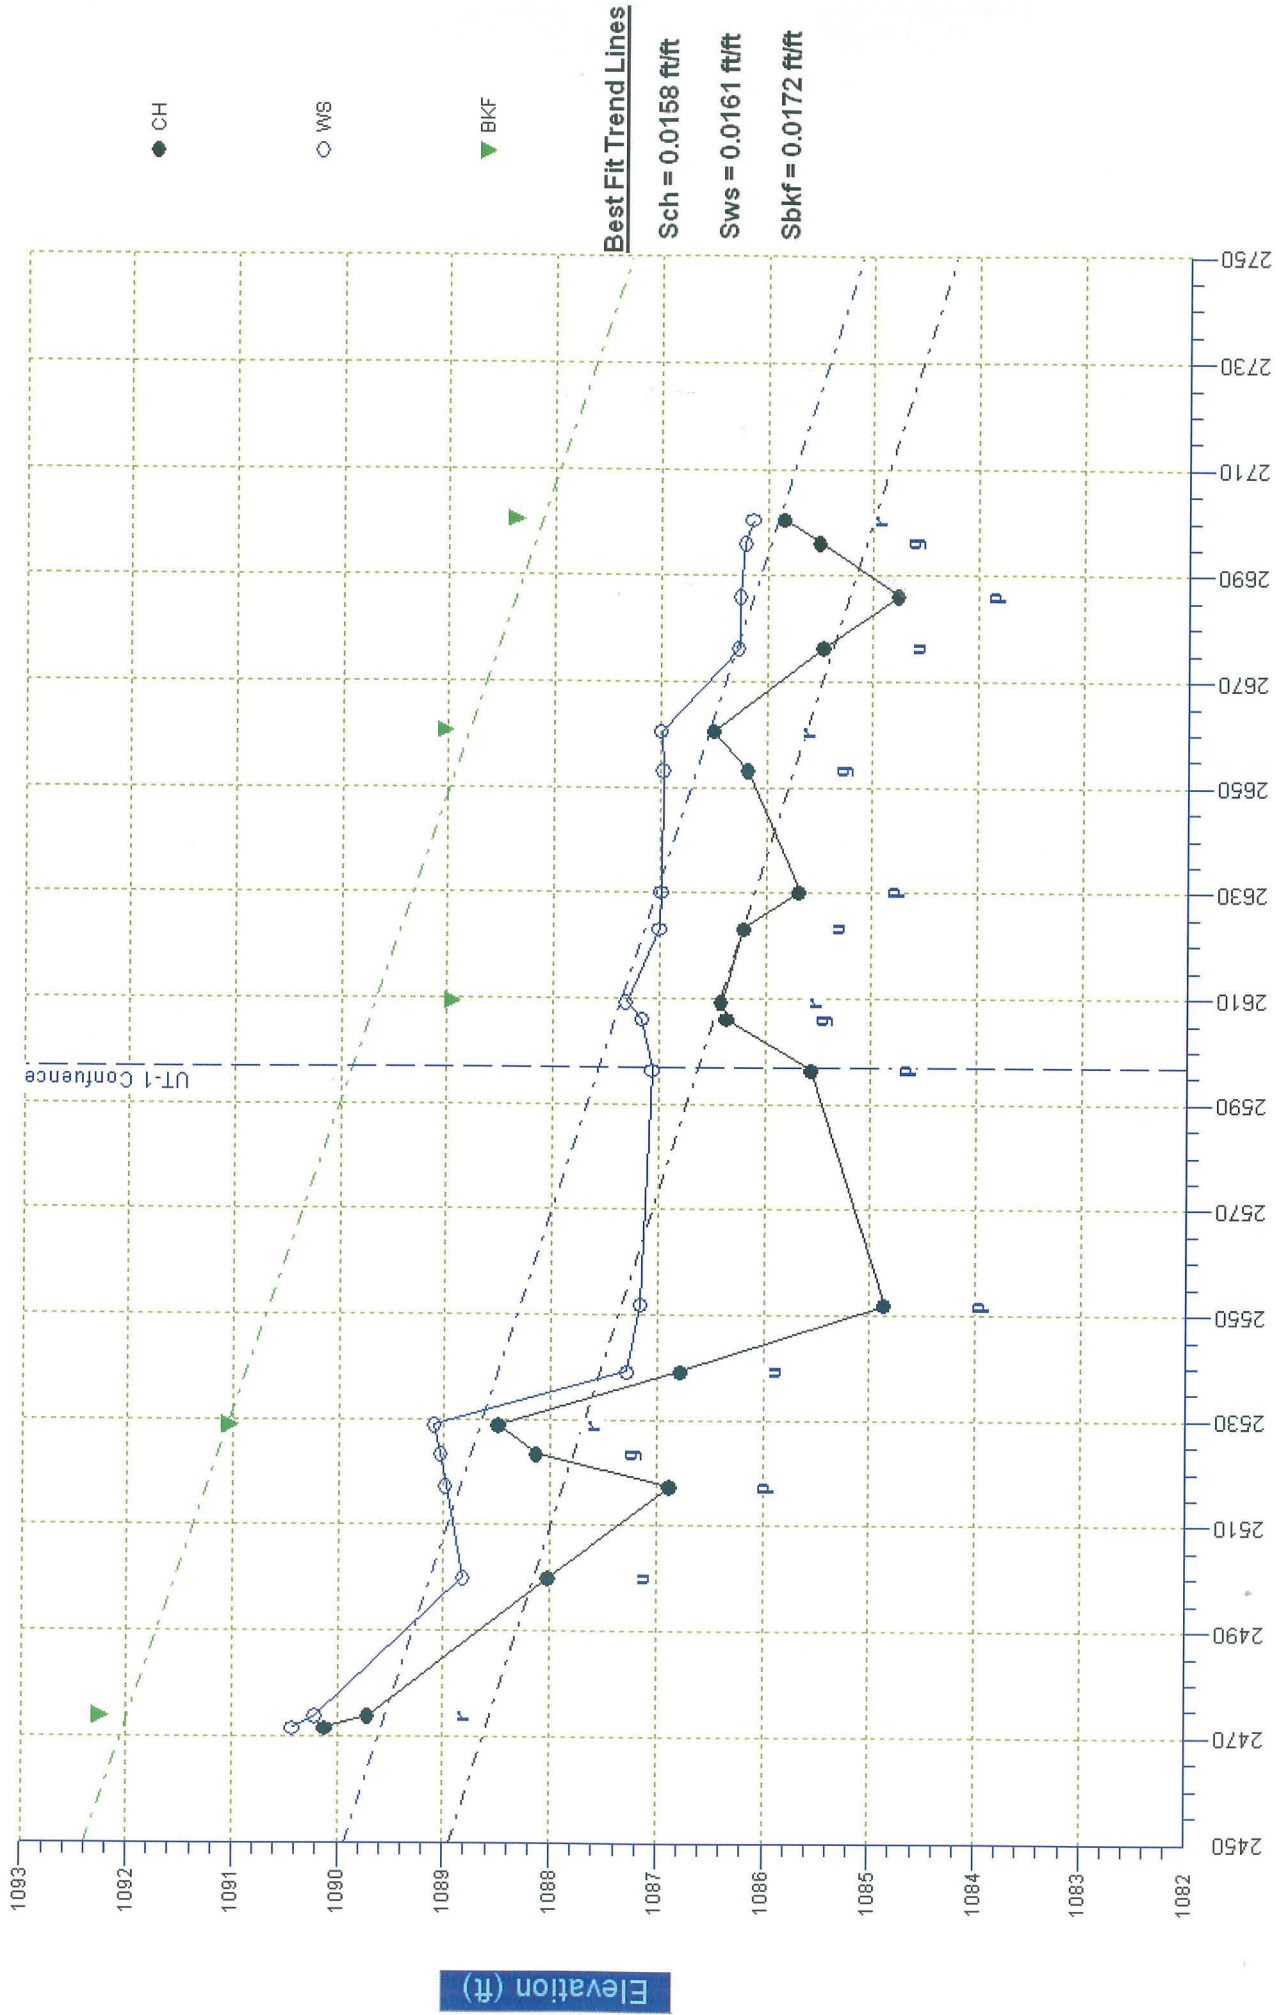 Elevation (ft)
1093
1092
1091
1090
1089
1088
1087
1086
1085
1084
1083
1082
2450
2470
2490
2510
2530
2550
2570
2590
2610
2630
2650
2670
2690
2710
2730
2750
UT-1 Confuence
r
u
p
g
r
u
p
p
g
r
u
p
g
r
u
p
g
r
CH
WS
BKF
Best Fit Trend Lines
Sch = 0.0158 ft/ft
Sws = 0.0161 ft/ft
Sbkf = 0.0172 ft/ft